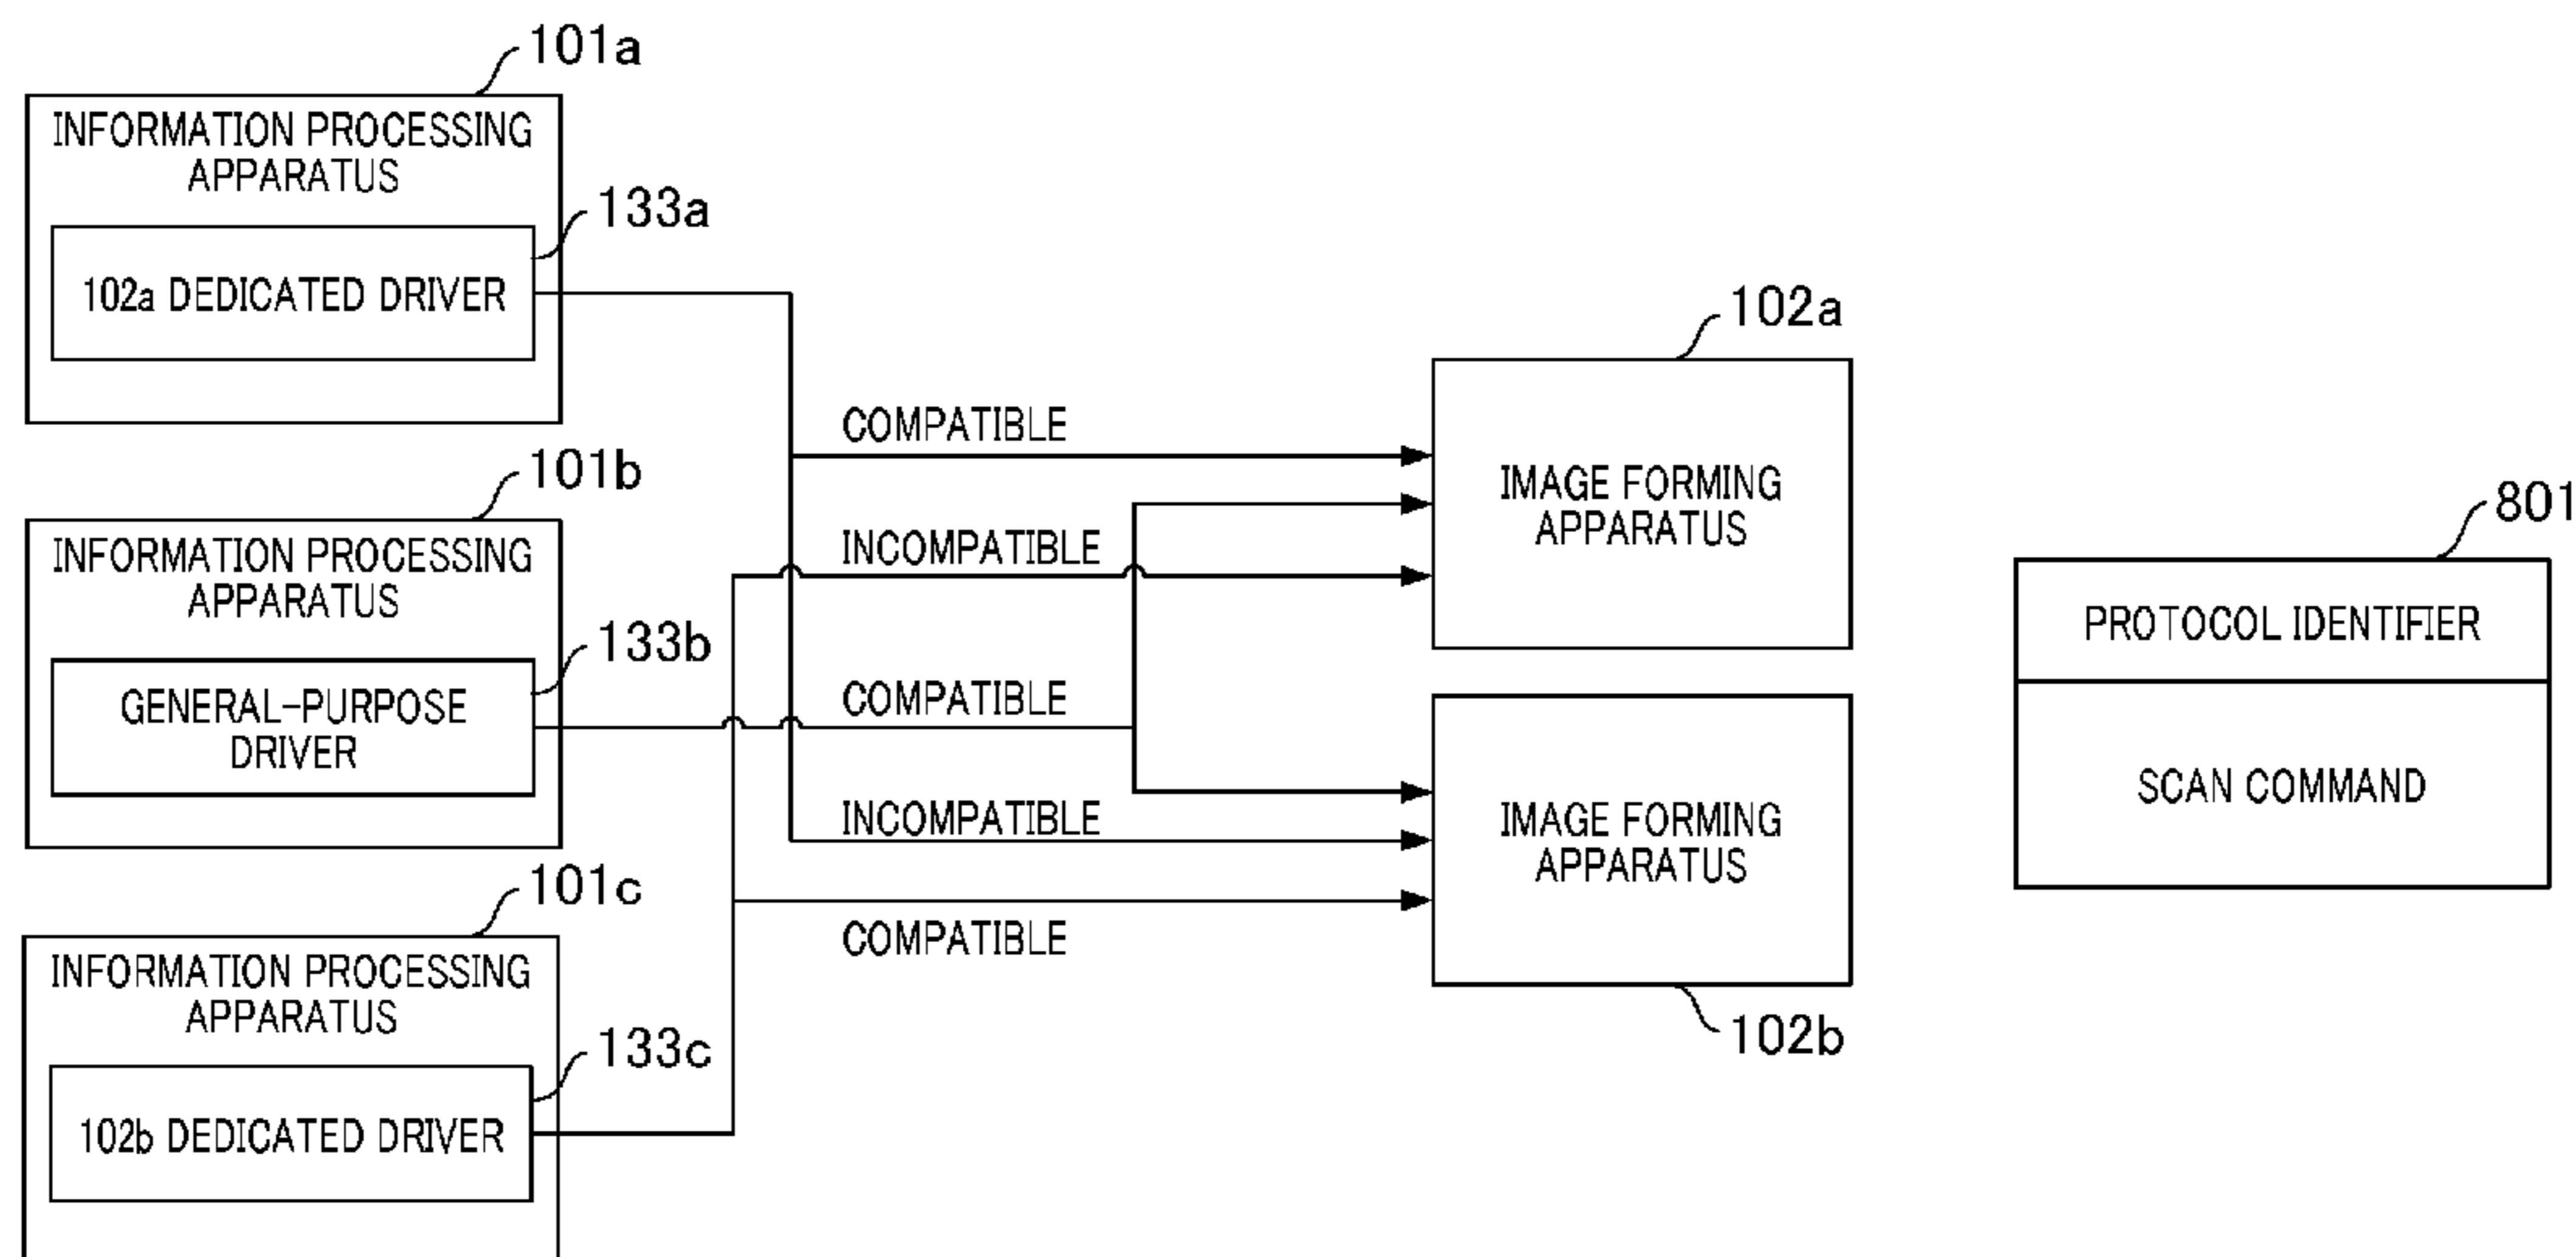 101a
INFORMATION PROCESSING
APPARATUS
133a
102a DEDICATED DRIVER
101b
INFORMATION PROCESSING
APPARATUS
133b
GENERAL-PURPOSE
DRIVER
101c
INFORMATION PROCESSING
APPARATUS
133c
102b DEDICATED DRIVER
COMPATIBLE
INCOMPATIBLE
COMPATIBLE
INCOMPATIBLE
COMPATIBLE
102a
IMAGE FORMING
APPARATUS
IMAGE FORMING
APPARATUS
102b
801
PROTOCOL IDENTIFIER
SCAN COMMAND